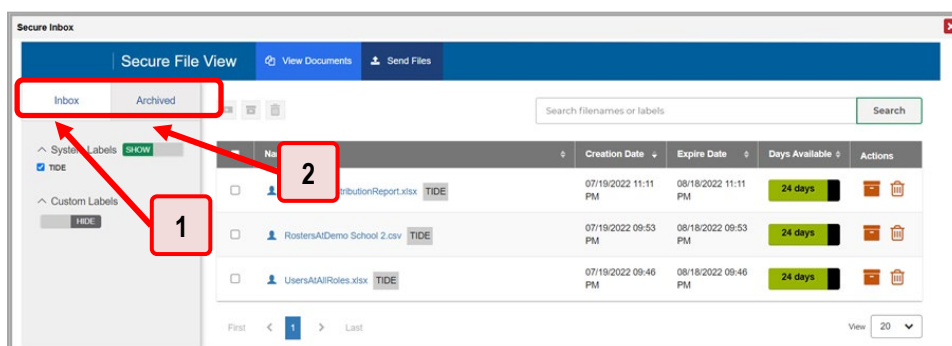 Secure Inbox
Secure File View
View Documents
Send Files
Inbox
Archived
Search filenames or labels
Search
System Labels SHOW
TIDE
Custom Labels
HIDE
1
2
Creation Date
Expire Date
Days Available
Actions
tributionReport.xlsx TIDE
07/19/2022 11:11 PM
08/18/2022 11:11 PM
24 days
RostersAtDemo School 2.csv TIDE
07/19/2022 09:53 PM
08/18/2022 09:53 PM
24 days
UsersAtAllRoles.xlsx TIDE
07/19/2022 09:46 PM
08/18/2022 09:46 PM
24 days
First < 1 > Last
View 20